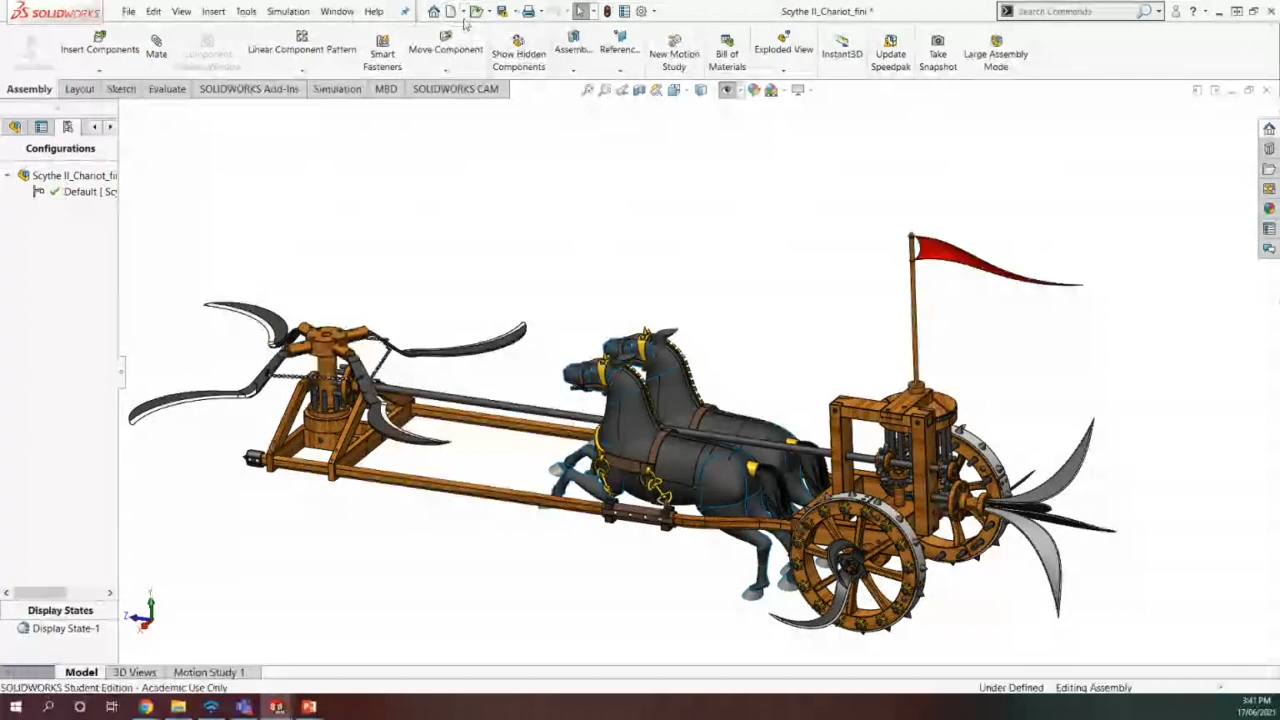 SOLIDWORKS File Edit View Insert Tools Simulation Window Help Scythe II_Chariot_fini * Search Commands
Insert Components Mate Linear Component Pattern Smart Fasteners Move Component Show Hidden Components Assemb... Referenc... New Motion Study Bill of Materials Exploded View Instant3D Update Speedpak Take Snapshot Large Assembly Mode
Assembly Layout Sketch Evaluate SOLIDWORKS Add-Ins Simulation MBD SOLIDWORKS CAM
Configurations
Scythe II_Chariot_fi
Default [ Sc
Display States
Display State-1
Y
Z
X
Model 3D Views Motion Study 1
SOLIDWORKS Student Edition - Academic Use Only Under Defined Editing Assembly
3:41 PM
17/06/2021